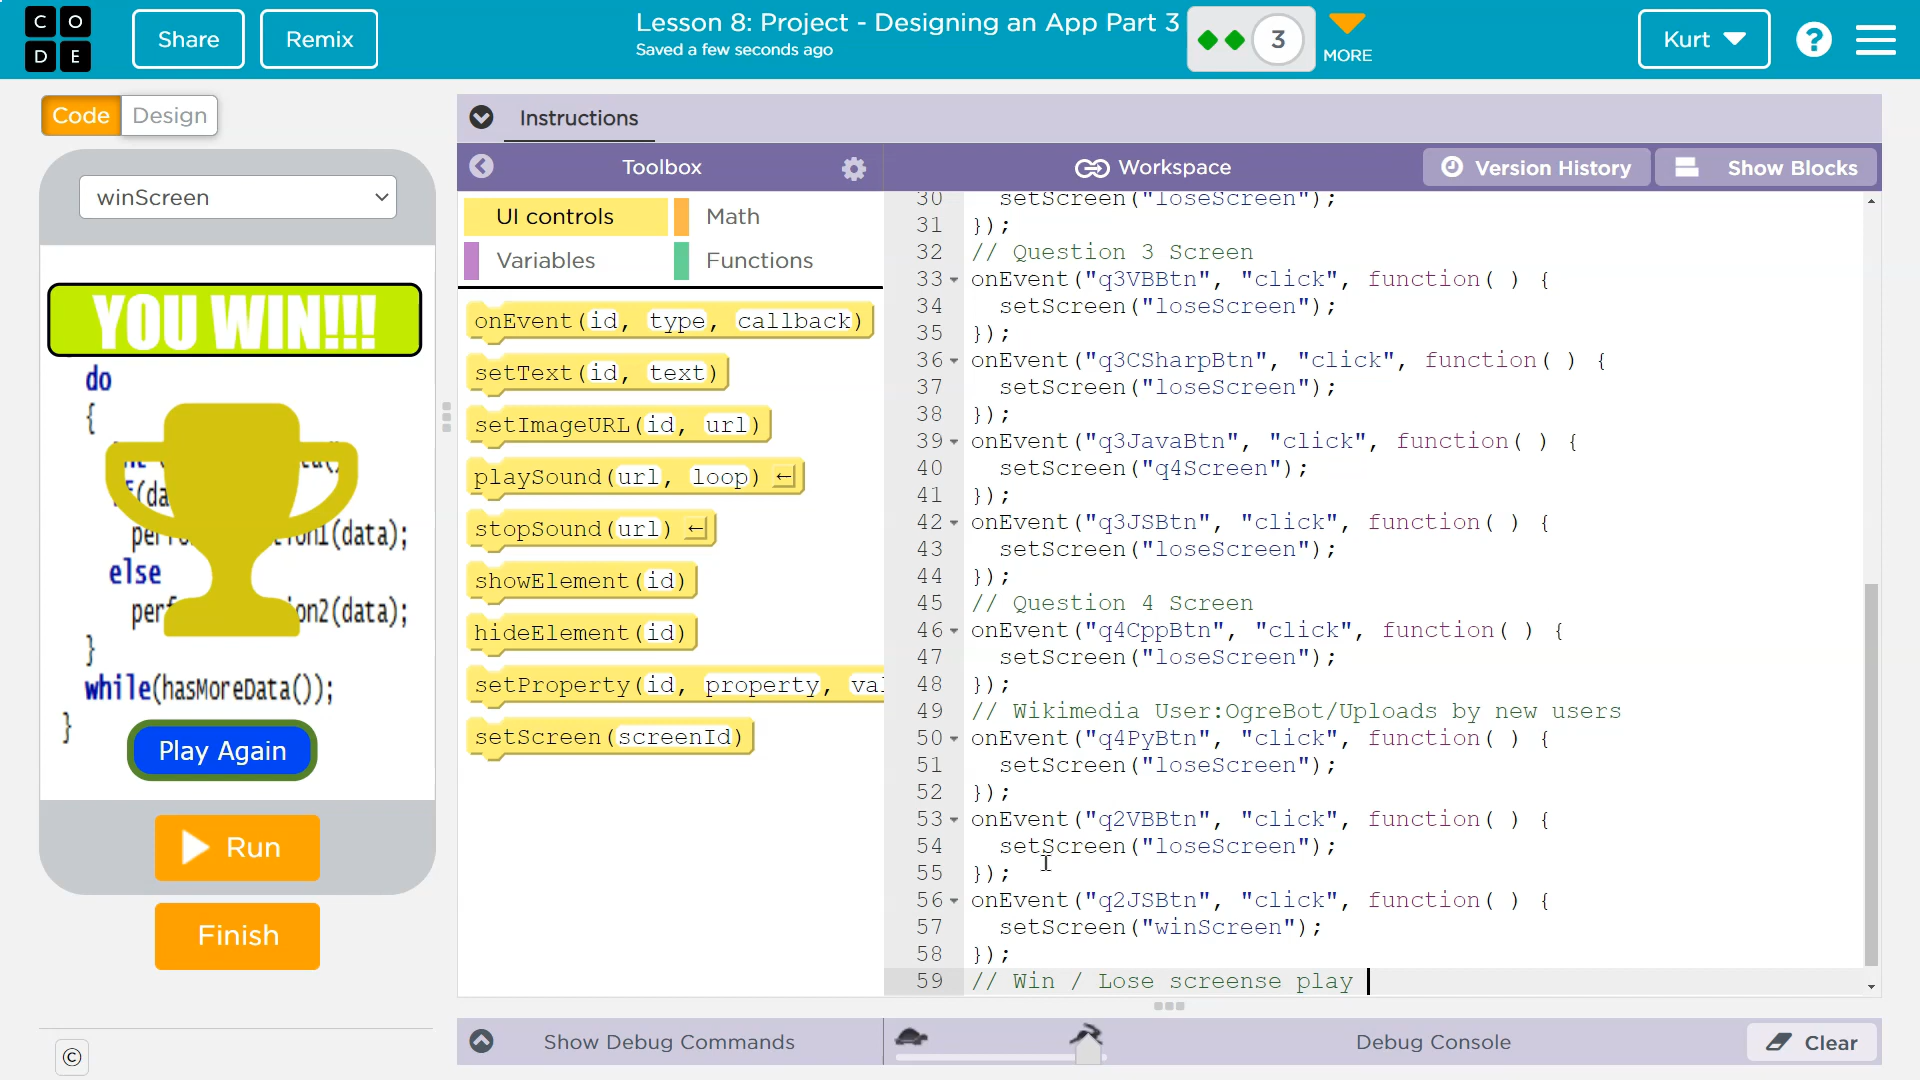 C O
D E
Share
Remix
Lesson 8: Project - Designing an App Part 3
Saved a few seconds ago
3
MORE
Kurt
?
Code
Design
Instructions
winScreen
Toolbox
Workspace
Version History
Show Blocks
UI controls
Math
Variables
Functions
onEvent(id, type, callback)
setText(id, text)
setImageURL(id, url)
playSound(url, loop)
stopSound(url)
showElement(id)
hideElement(id)
setProperty(id, property, val
setScreen(screenId)
YOU WIN!!!
do
{
else
}
while(hasMoreData());
}
Play Again
Run
Finish
30 setScreen("loseScreen");
31 });
32 // Question 3 Screen
33 onEvent("q3VBBtn", "click", function( ) {
34 setScreen("loseScreen");
35 });
36 onEvent("q3CSharpBtn", "click", function( ) {
37 setScreen("loseScreen");
38 });
39 onEvent("q3JavaBtn", "click", function( ) {
40 setScreen("q4Screen");
41 });
42 onEvent("q3JSBtn", "click", function( ) {
43 setScreen("loseScreen");
44 });
45 // Question 4 Screen
46 onEvent("q4CppBtn", "click", function( ) {
47 setScreen("loseScreen");
48 });
49 // Wikimedia User:OgreBot/Uploads by new users
50 onEvent("q4PyBtn", "click", function( ) {
51 setScreen("loseScreen");
52 });
53 onEvent("q2VBBtn", "click", function( ) {
54 setScreen("loseScreen");
55 });
56 onEvent("q2JSBtn", "click", function( ) {
57 setScreen("winScreen");
58 });
59 // Win / Lose screense play
Show Debug Commands
Debug Console
Clear
©